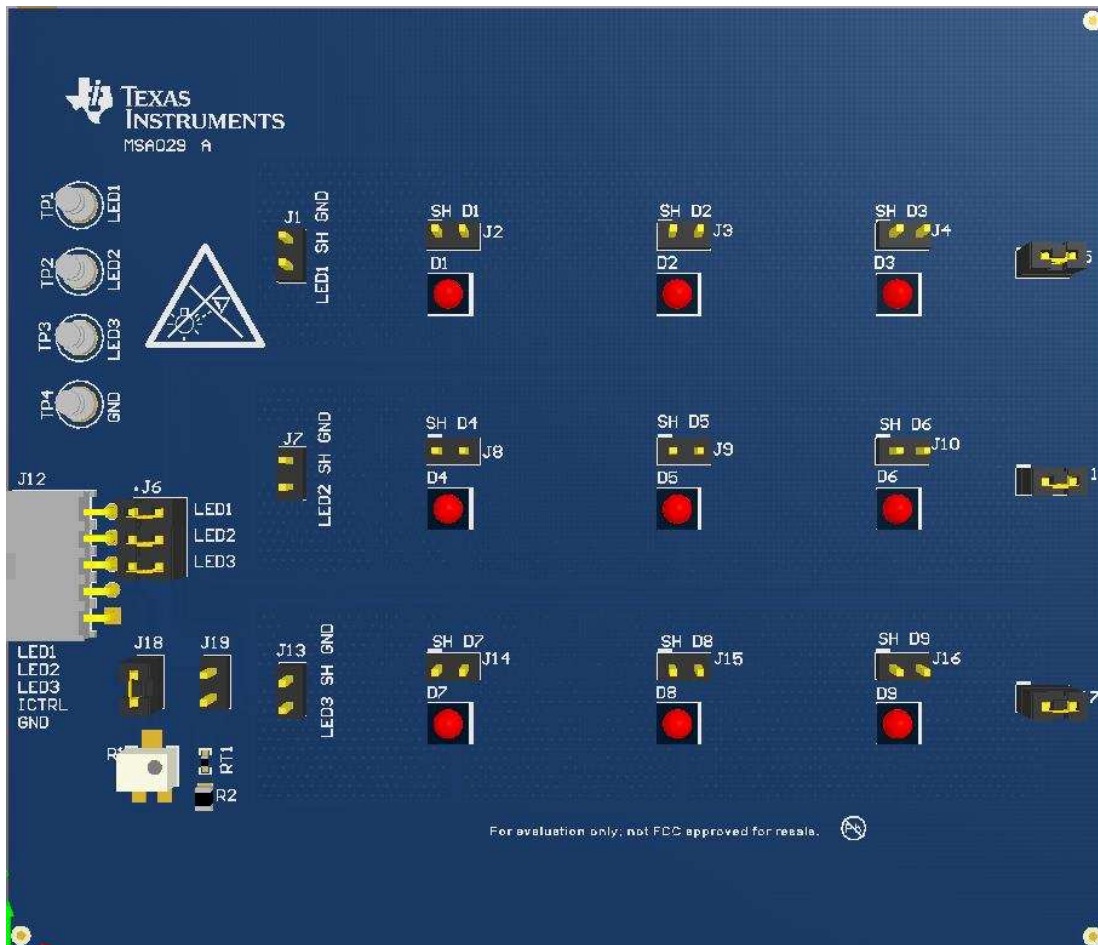 TEXAS
INSTRUMENTS
MSA029 A
TP1
LED1
TP2
LED2
TP3
LED3
TP4
GND
J1
LED1 SH GND
SH D1
J2
D1
SH D2
J3
D2
SH D3
J4
D3
5
J7
LED2 SH GND
SH D4
J8
D4
SH D5
J9
D5
SH D6
J10
D6
1
J12
J6
LED1
LED2
LED3
LED1
LED2
LED3
ICTRL
GND
J18
J19
J13
LED3 SH GND
SH D7
J14
D7
SH D8
J15
D8
SH D9
J16
D9
7
RT1
R2
For evaluation only; not FCC approved for resale.
Pb